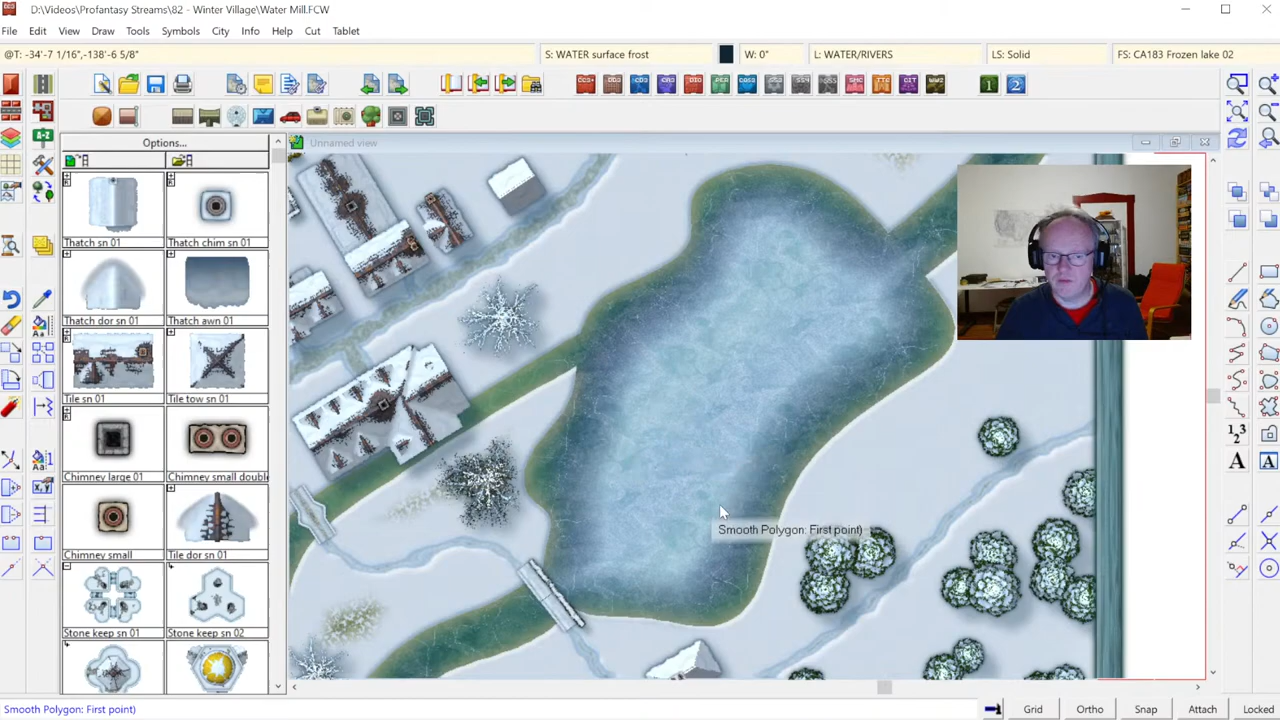 D:\Videos\Profantasy Streams\82 - Winter Village\Water Mill.FCW
File Edit View Draw Tools Symbols City Info Help Cut Tablet
@T: -34'-7 1/16",-138'-6 5/8" S: WATER surface frost W: 0" L: WATER/RIVERS LS: Solid FS: CA183 Frozen lake 02
Options... Unnamed view
Thatch sn 01 Thatch chim sn 01
Thatch dor sn 01 Thatch awn 01
Tile sn 01 Tile tow sn 01
Chimney large 01 Chimney small double
Chimney small Tile dor sn 01
Stone keep sn 01 Stone keep sn 02
Smooth Polygon: First point)
Smooth Polygon: First point) Grid Ortho Snap Attach Locked